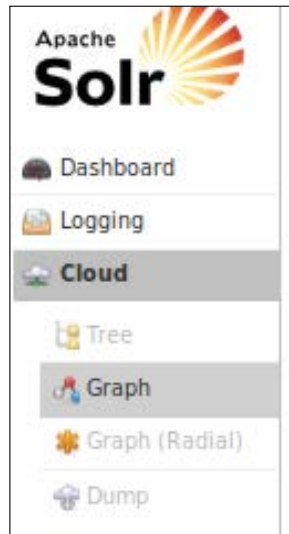 Apache
Solr
Dashboard
Logging
Cloud
Tree
Graph
Graph (Radial)
Dump